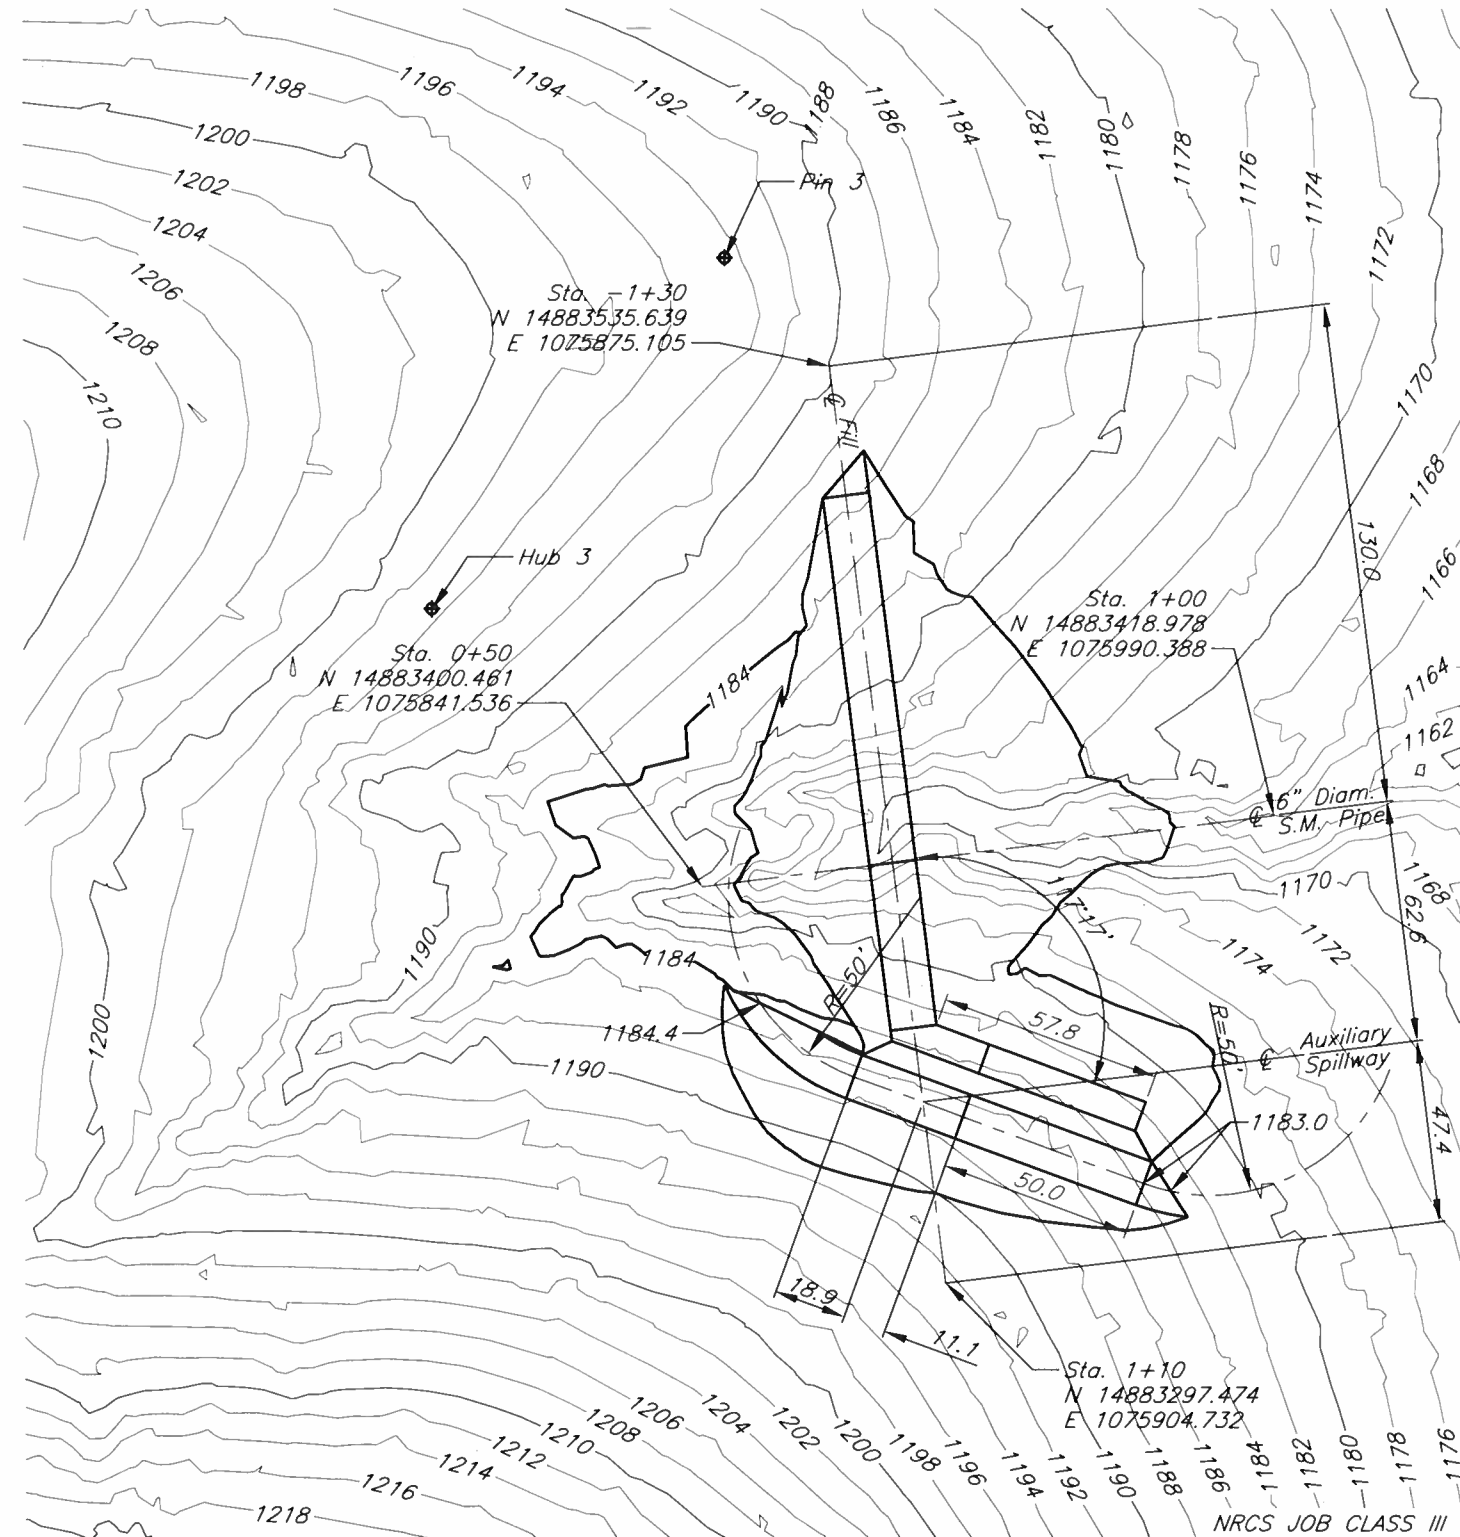 1198
1196
1194
1192
1190
1188
1186
1184
1182
1180
1178
1176
1174
1200
1202
1204
1206
1208
1210
Pin 3
1172
Sta. -1+30
N 14883535.639
E 1075875.105
℄ Fill
1170
1168
130.0
1166
Hub 3
Sta. 1+00
N 14883418.978
E 1075990.388
Sta. 0+50
N 14883400.461
E 1075841.536
1184
1164
1162
℄ 6" Diam.
S.M. Pipe
1170
1168
62.6
1172
1174
1190
1184
R=50'
1200
1184.4
57.8
R=50'
℄ Auxiliary
Spillway
1190
1183.0
47.4
50.0
18.9
11.1
Sta. 1+10
N 14883297.474
E 1075904.732
1206
1208
1210
1212
1214
1216
1218
1204
1202
1200
1198
1196
1194
1192
1190
1188
1186
1184
1182
1180
1178
1176
NRCS JOB CLASS III